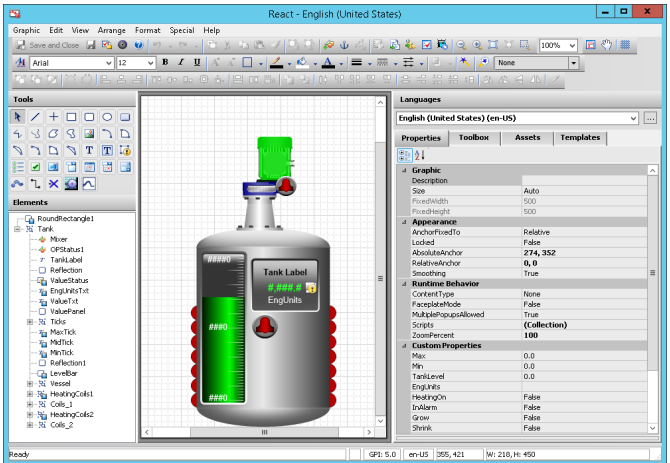 React - English (United States)
Graphic Edit View Arrange Format Special Help
Save and Close 100%
Arial 12 B I U A None
Tools
Languages
English (United States) (en-US)
Properties Toolbox Assets Templates
Graphic
Description
Size Auto
FixedWidth 500
FixedHeight 500
Appearance
AnchorFixedTo Relative
Locked False
AbsoluteAnchor 274, 352
RelativeAnchor 0, 0
Smoothing True
Runtime Behavior
ContentType None
FaceplateMode False
MultiplePopupsAllowed True
Scripts (Collection)
ZoomPercent 100
Custom Properties
Max 0.0
Min 0.0
TankLevel 0.0
EngUnits
HeatingOn False
InAlarm False
Grow False
Shrink False
Elements
RoundRectangle1
Tank
Mixer
OPStatus1
TankLabel
Reflection
ValueStatus
EngUnitsTxt
ValueTxt
ValuePanel
Ticks
MaxTick
MidTick
MinTick
Reflection1
LevelBar
Vessel
HeatingCoils1
Coils_1
HeatingCoils2
Coils_2
####0
###0
###0
Tank Label
#,###.#
EngUnits
Ready GPI: 5.0 en-US 355, 421 W: 218, H: 450